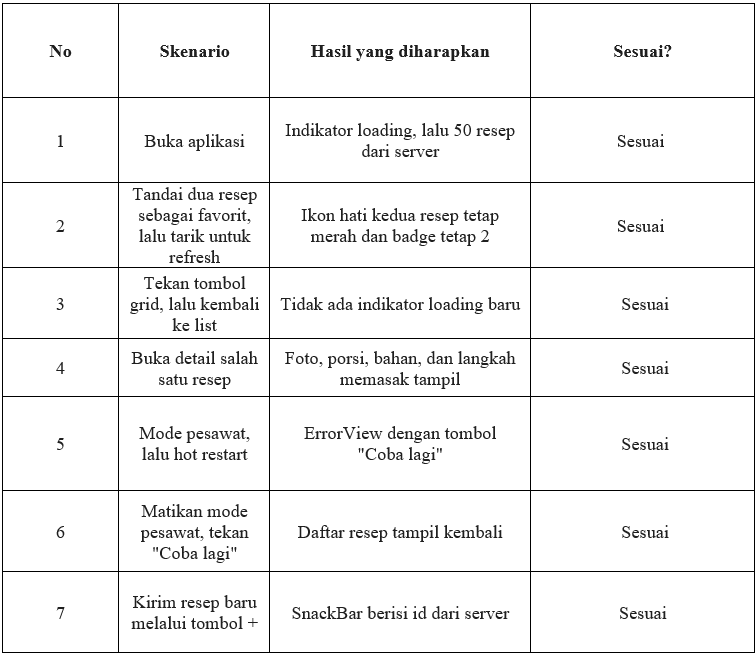 No Skenario Hasil yang diharapkan Sesuai?
1 Buka aplikasi Indikator loading, lalu 50 resep
dari server Sesuai
2 Tandai dua resep
sebagai favorit,
lalu tarik untuk
refresh Ikon hati kedua resep tetap
merah dan badge tetap 2 Sesuai
3 Tekan tombol
grid, lalu kembali
ke list Tidak ada indikator loading baru Sesuai
4 Buka detail salah
satu resep Foto, porsi, bahan, dan langkah
memasak tampil Sesuai
5 Mode pesawat,
lalu hot restart ErrorView dengan tombol
"Coba lagi" Sesuai
6 Matikan mode
pesawat, tekan
"Coba lagi" Daftar resep tampil kembali Sesuai
7 Kirim resep baru
melalui tombol + SnackBar berisi id dari server Sesuai